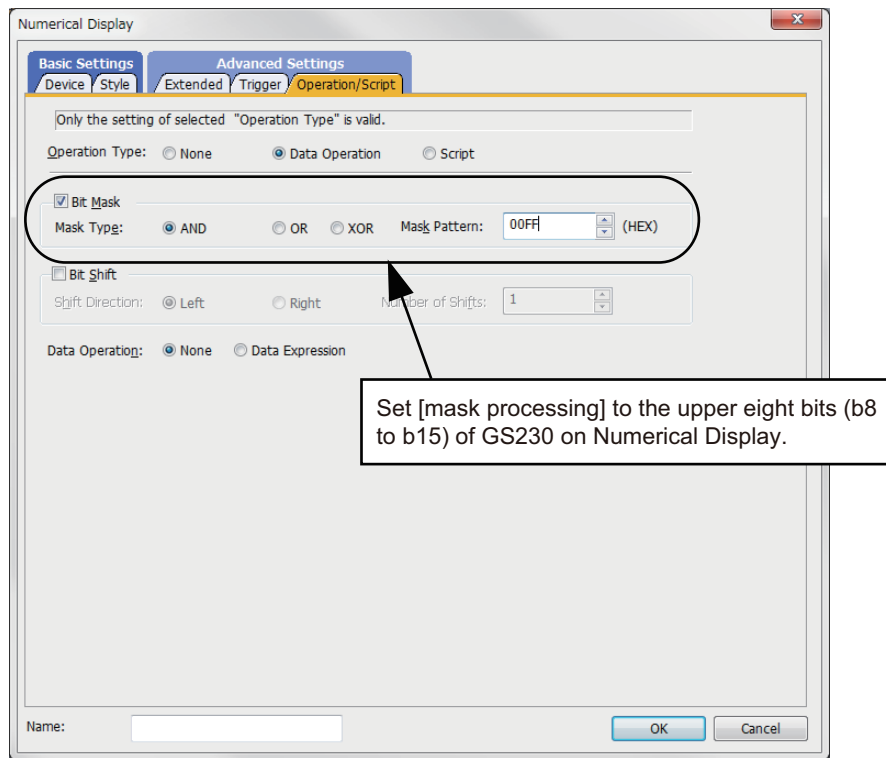 Numerical Display
x
Basic Settings
Advanced Settings
Device Style Extended Trigger Operation/Script
Only the setting of selected "Operation Type" is valid.
Operation Type: None Data Operation Script
Bit Mask
Mask Type: AND OR XOR Mask Pattern: 00FF (HEX)
Bit Shift
Shift Direction: Left Right Number of Shifts: 1
Data Operation: None Data Expression
Set [mask processing] to the upper eight bits (b8
to b15) of GS230 on Numerical Display.
Name: OK Cancel